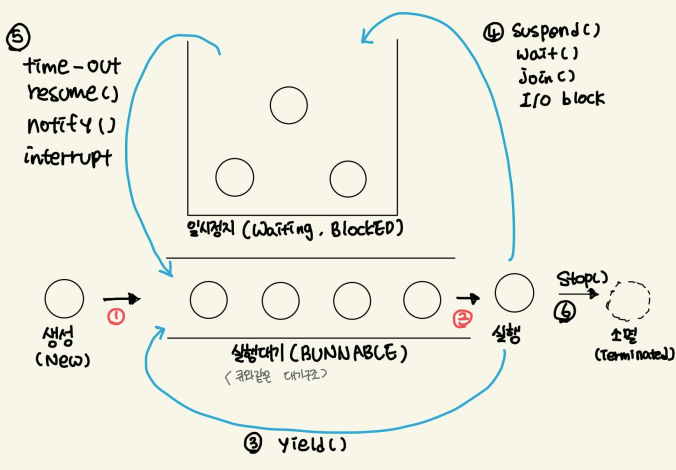 ⑤
time-out
resume()
notify()
interrupt
④ suspend()
wait()
join()
I/O block
일시정지 (Waiting, BlockED)
생성
(New)
①
실행대기 (RUNNABLE)
< 큐와같은 대기구조 >
②
실행
Stop()
⑥
소멸
(Terminated)
③ yield()